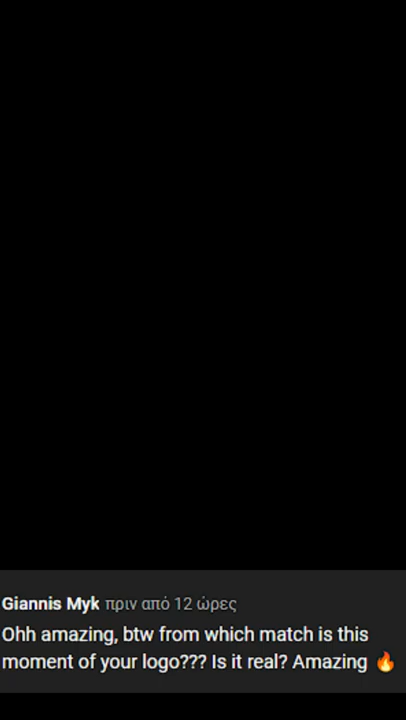 Giannis Myk πριν από 12 ώρες
Ohh amazing, btw from which match is this
moment of your logo??? Is it real? Amazing 🔥